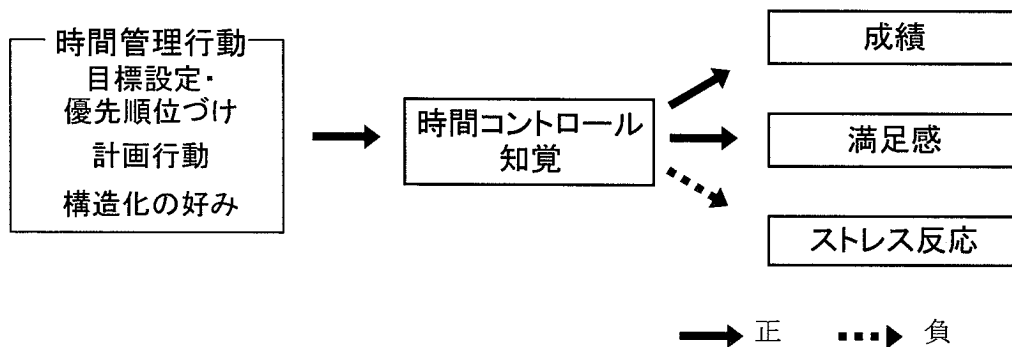 時間管理行動
目標設定・
優先順位づけ
計画行動
構造化の好み
時間コントロール
知覚
成績
満足感
ストレス反応
正
負